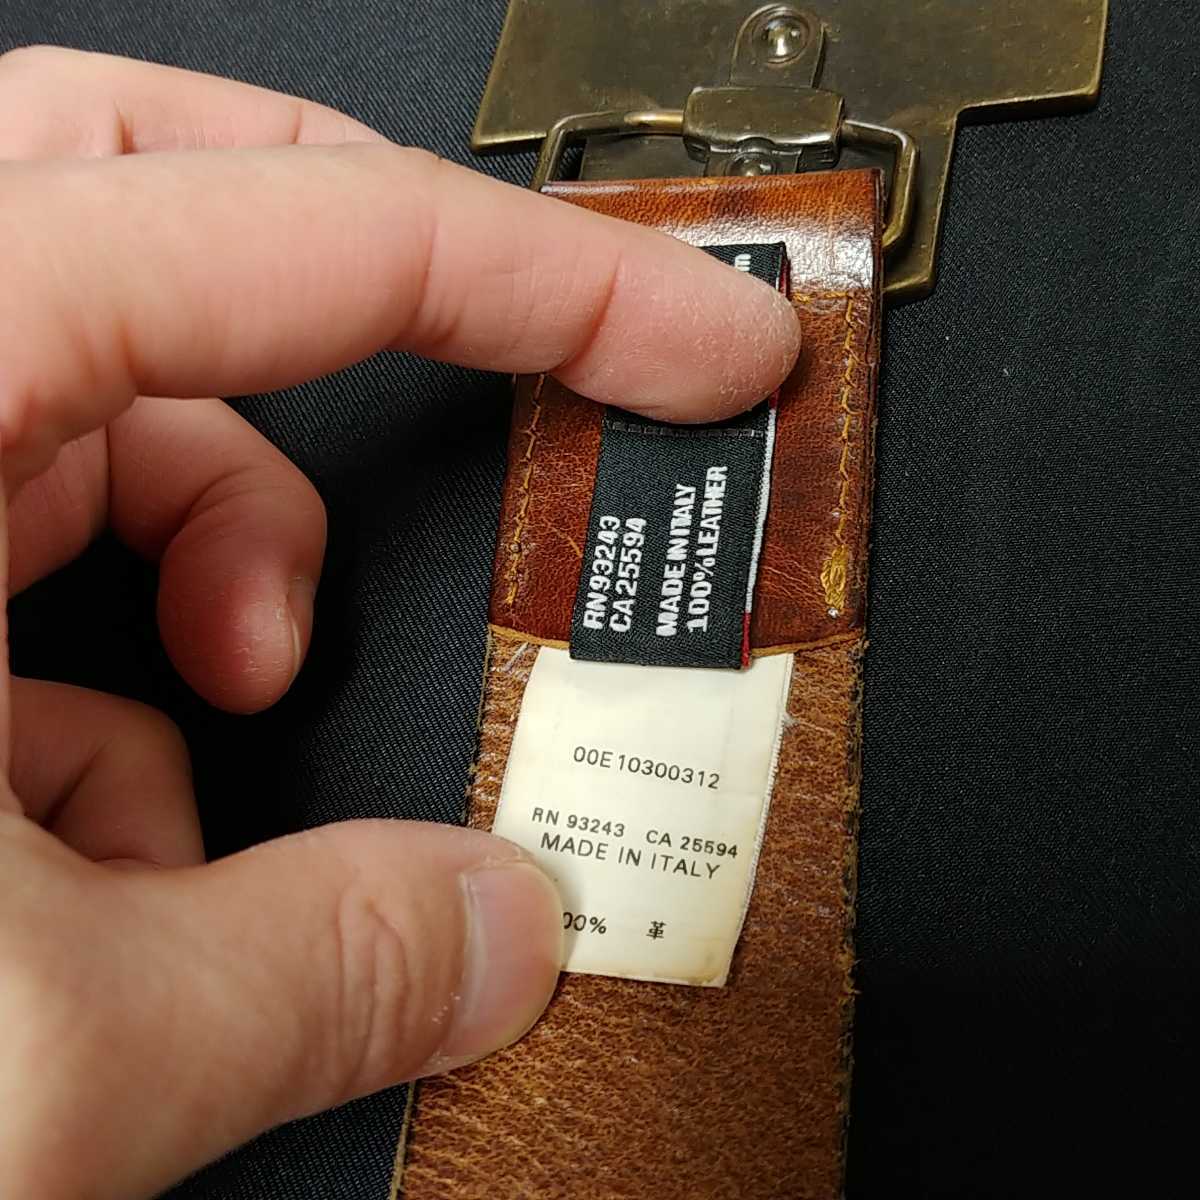 m
RN93243
CA25594
MADE IN ITALY
100%LEATHER
00E10300312
RN 93243 CA 25594
MADE IN ITALY
00% 革